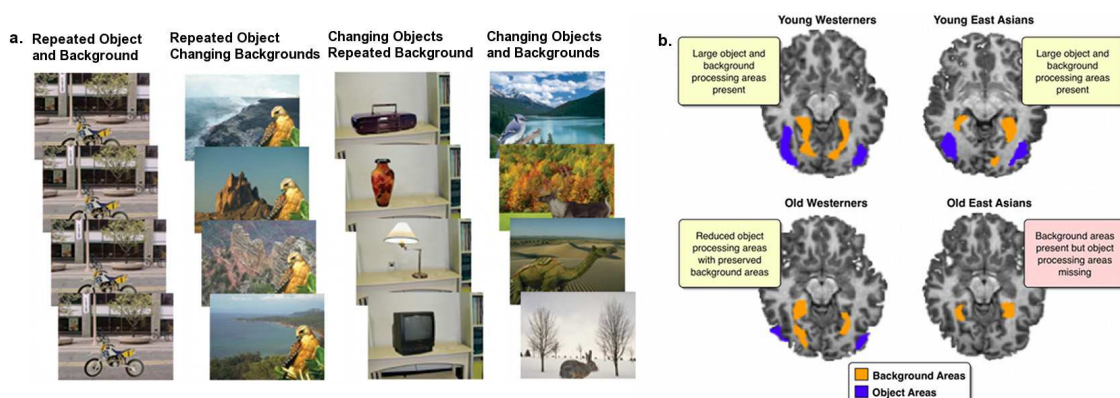 a.
Repeated Object
and Background
Repeated Object
Changing Backgrounds
Changing Objects
Repeated Background
Changing Objects
and Backgrounds
b.
Young Westerners
Large object and
background
processing areas
present
Young East Asians
Large object and
background
processing areas
present
Old Westerners
Reduced object
processing areas
with preserved
background areas
Old East Asians
Background areas
present but object
processing areas
missing
Background Areas
Object Areas